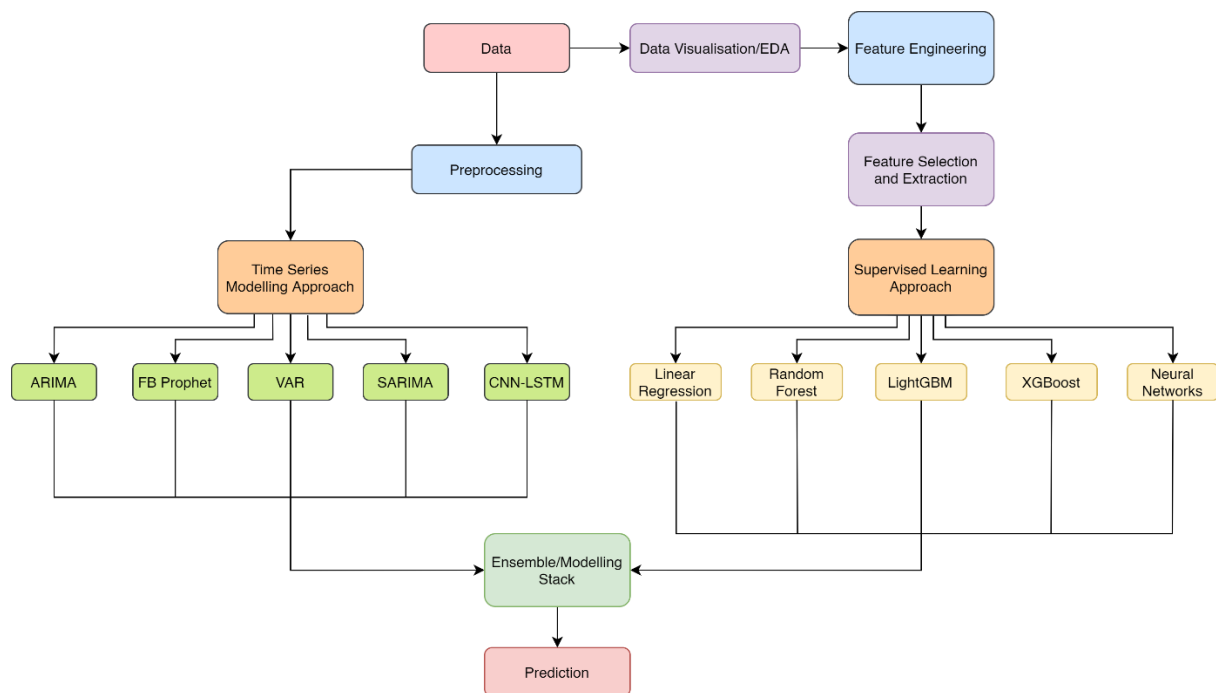 Data
Data Visualisation/EDA
Feature Engineering
Preprocessing
Feature Selection
and Extraction
Time Series
Modelling Approach
Supervised Learning
Approach
ARIMA
FB Prophet
VAR
SARIMA
CNN-LSTM
Linear
Regression
Random
Forest
LightGBM
XGBoost
Neural
Networks
Ensemble/Modelling
Stack
Prediction